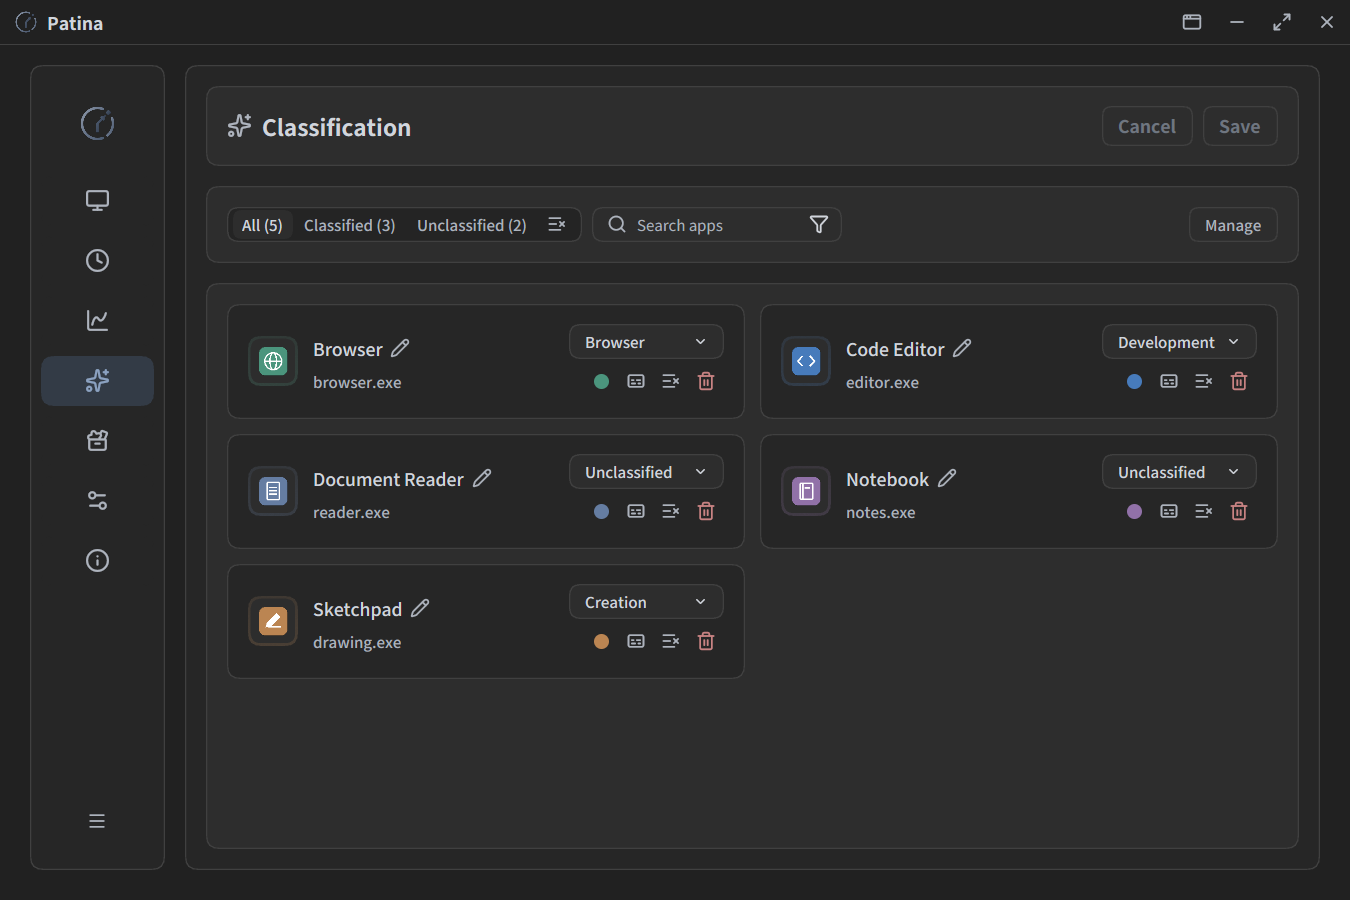 Patina
Classification
Cancel
Save
All (5)
Classified (3)
Unclassified (2)
Search apps
Manage
Browser
browser.exe
Browser
Code Editor
editor.exe
Development
Document Reader
reader.exe
Unclassified
Notebook
notes.exe
Unclassified
Sketchpad
drawing.exe
Creation